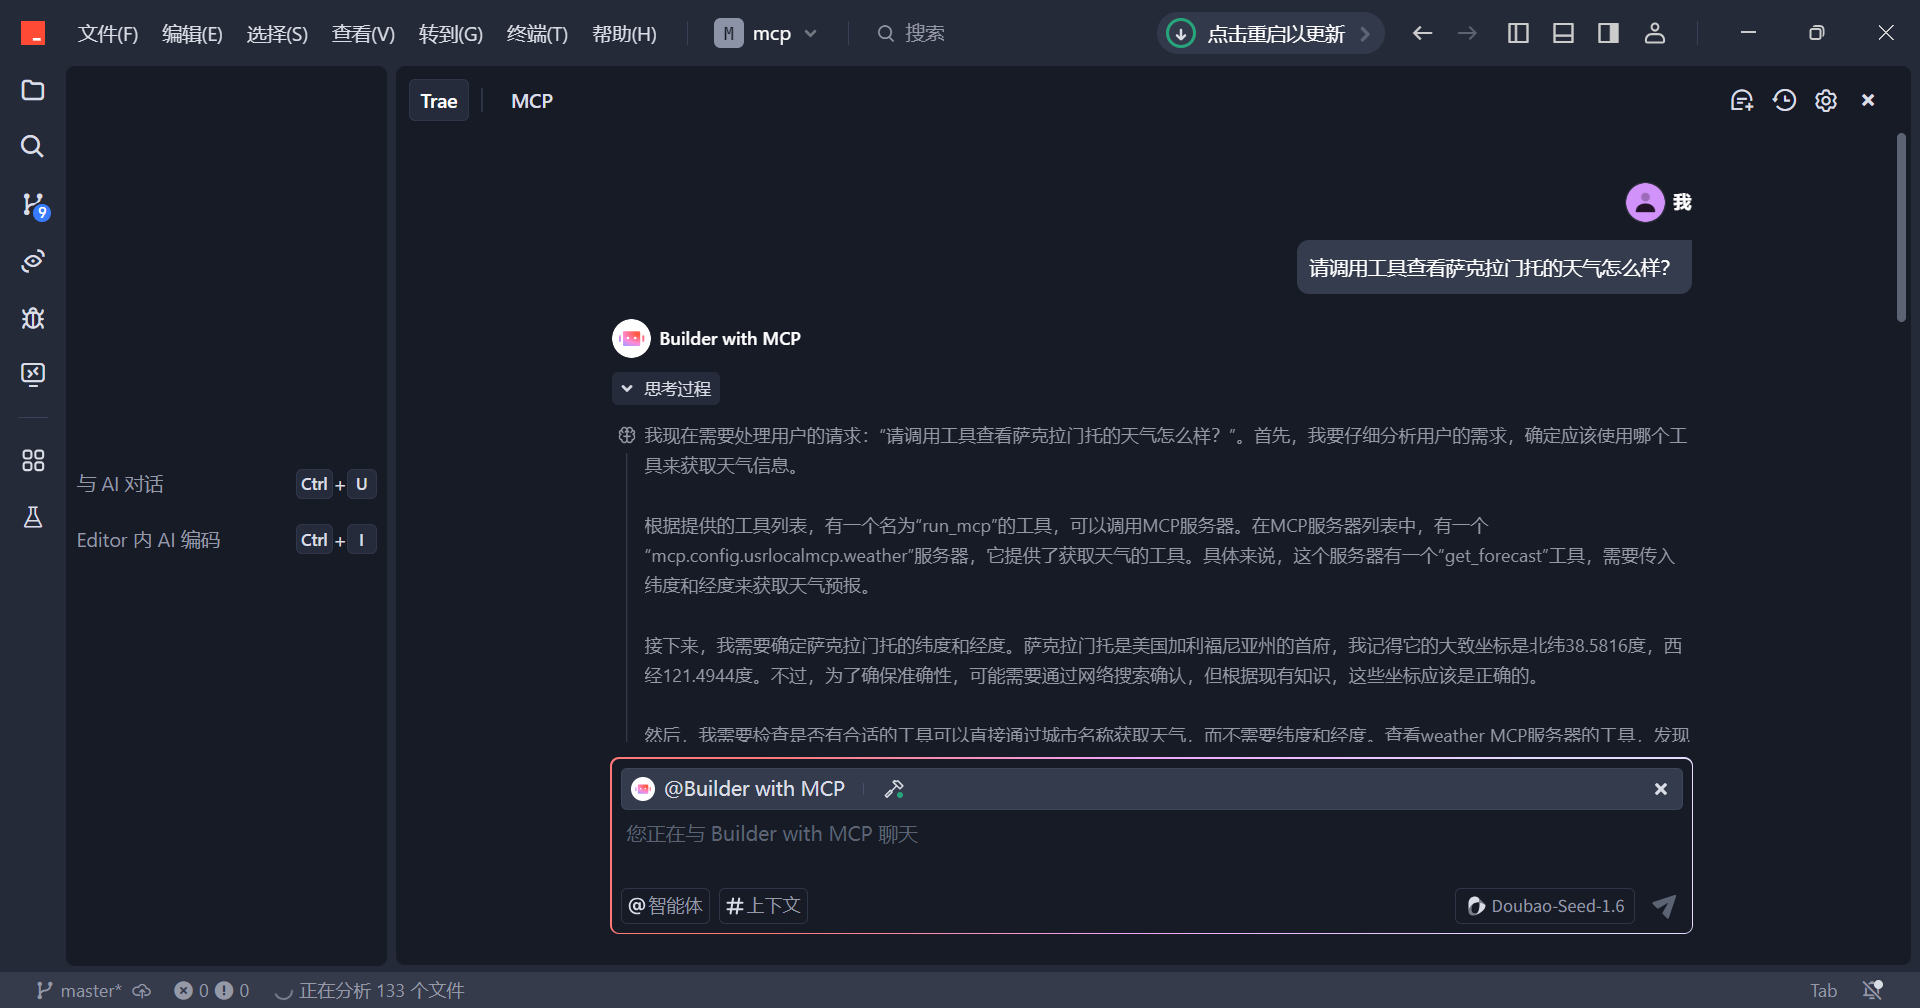 文件(F) 编辑(E) 选择(S) 查看(V) 转到(G) 终端(T) 帮助(H) M mcp 搜索 点击重启以更新
Trae MCP
9
我
请调用工具查看萨克拉门托的天气怎么样?
Builder with MCP
思考过程
我现在需要处理用户的请求：“请调用工具查看萨克拉门托的天气怎么样？”。首先，我要仔细分析用户的需求，确定应该使用哪个工
具来获取天气信息。
根据提供的工具列表，有一个名为“run_mcp”的工具，可以调用MCP服务器。在MCP服务器列表中，有一个
“mcp.config.usrlocalmcp.weather”服务器，它提供了获取天气的工具。具体来说，这个服务器有一个“get_forecast”工具，需要传入
纬度和经度来获取天气预报。
接下来，我需要确定萨克拉门托的纬度和经度。萨克拉门托是美国加利福尼亚州的首府，我记得它的大致坐标是北纬38.5816度，西
经121.4944度。不过，为了确保准确性，可能需要通过网络搜索确认，但根据现有知识，这些坐标应该是正确的。
然后，我需要检查是否有合适的工具可以直接通过城市名称获取天气，而不需要纬度和经度。查看weather MCP服务器的工具，发现
与 AI 对话 Ctrl + U
Editor 内 AI 编码 Ctrl + I
@Builder with MCP
您正在与 Builder with MCP 聊天
@智能体 #上下文 Doubao-Seed-1.6
master* 0 0 正在分析 133 个文件 Tab